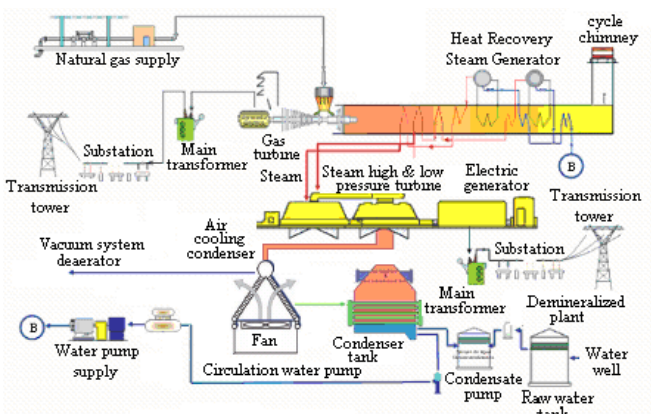 cycle
chimney
Heat Recovery
Steam Generator
Natural gas supply
Gas
turbine
Main
transformer
Substation
Transmission
tower
Steam
Steam high & low
pressure turbine
Electric
generator
B
Transmission
tower
Air
cooling
condenser
Vacuum system
deaerator
Substation
Main
transformer
Demineralized
plant
B
Fan
Water pump
supply
Condenser
tank
Circulation water pump
Condensate
pump
Water
well
Raw water
tank